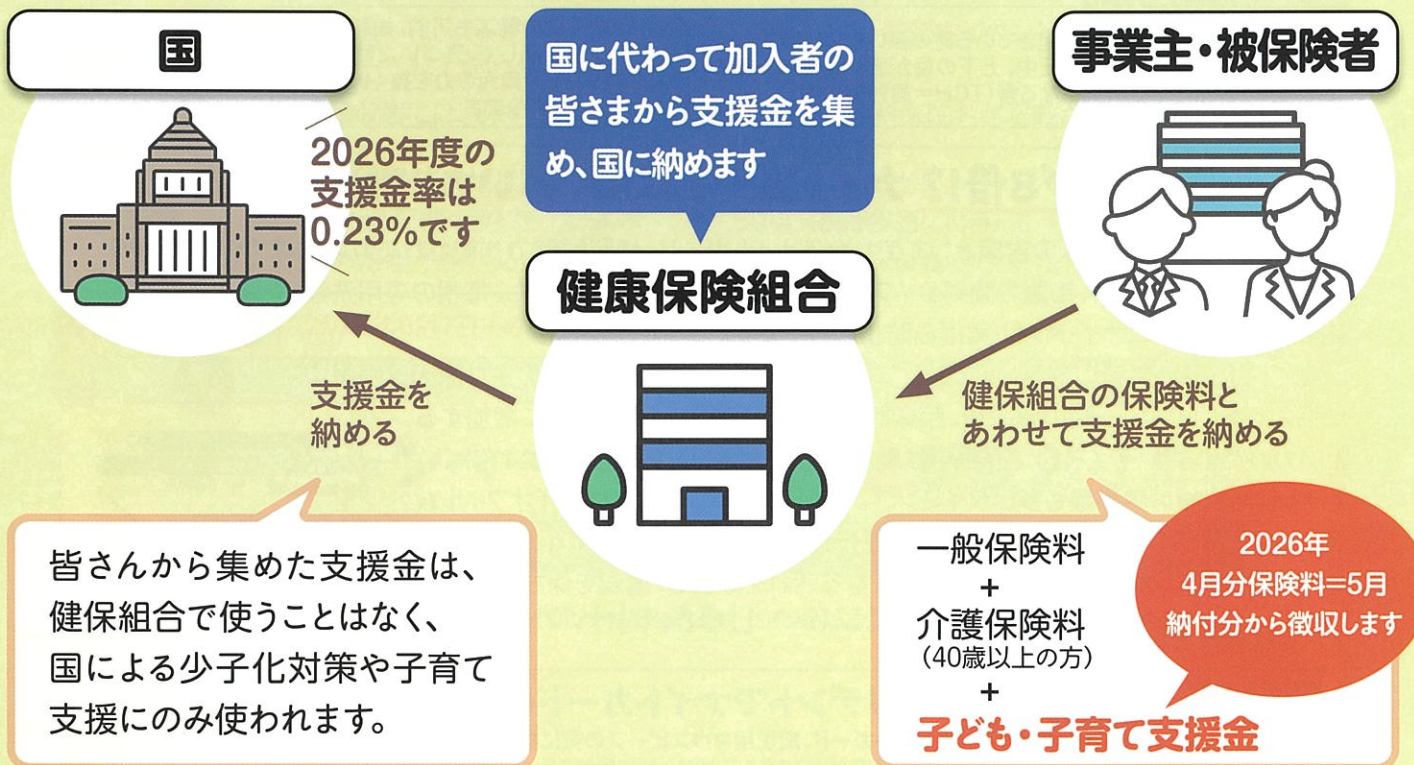 国
2026年度の
支援金率は
0.23%です
国に代わって加入者の
皆さまから支援金を集
め、国に納めます
事業主・被保険者
健康保険組合
支援金を
納める
健保組合の保険料と
あわせて支援金を納める
皆さんから集めた支援金は、
健保組合で使うことはなく、
国による少子化対策や子育て
支援にのみ使われます。
一般保険料
+
介護保険料
(40歳以上の方)
+
子ども・子育て支援金
2026年
4月分保険料=5月
納付分から徴収します